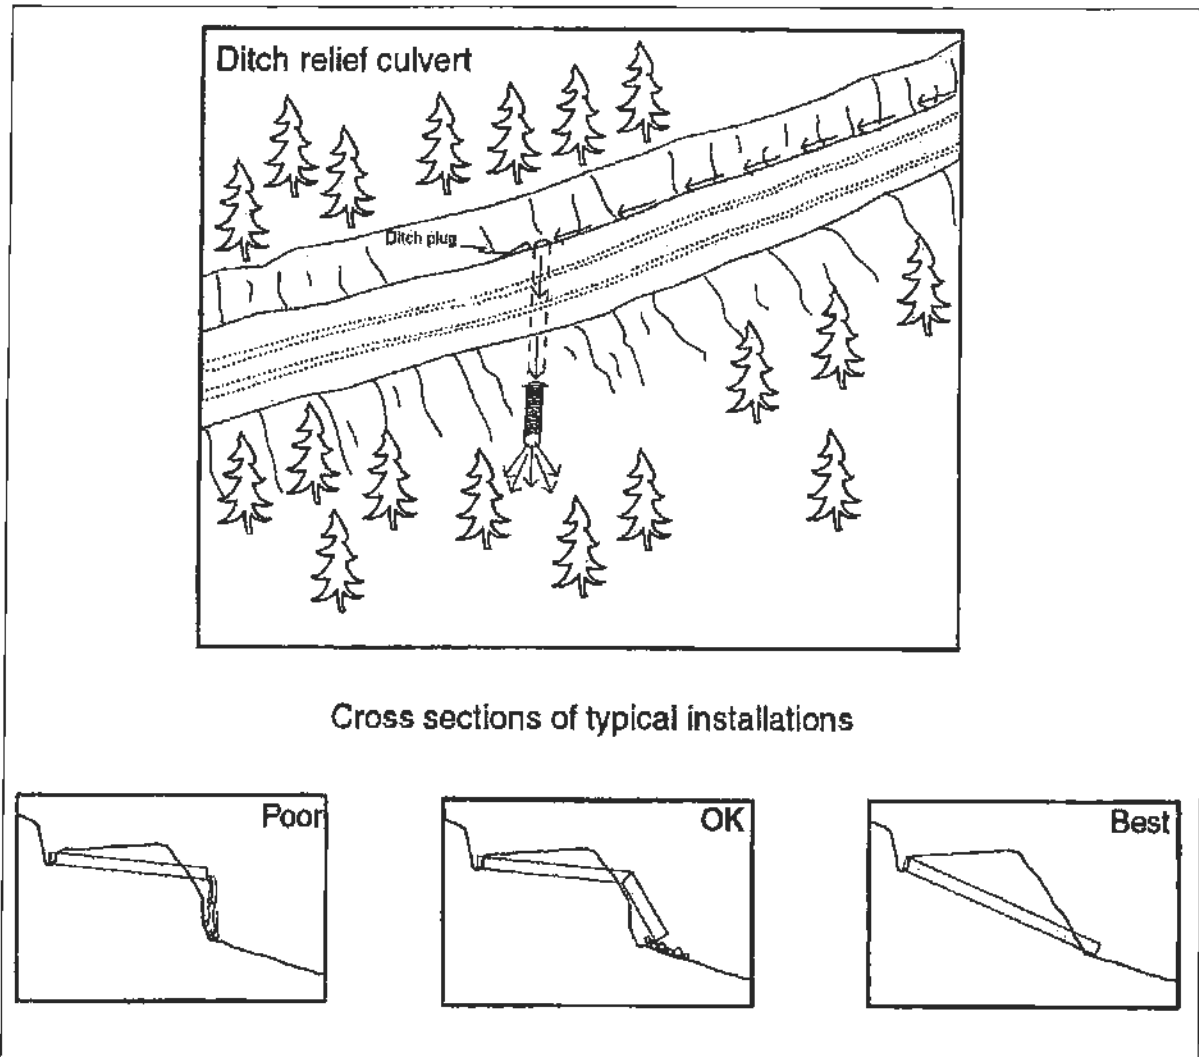 Ditch relief culvert
Ditch plug
Cross sections of typical installations
Poor
OK
Best